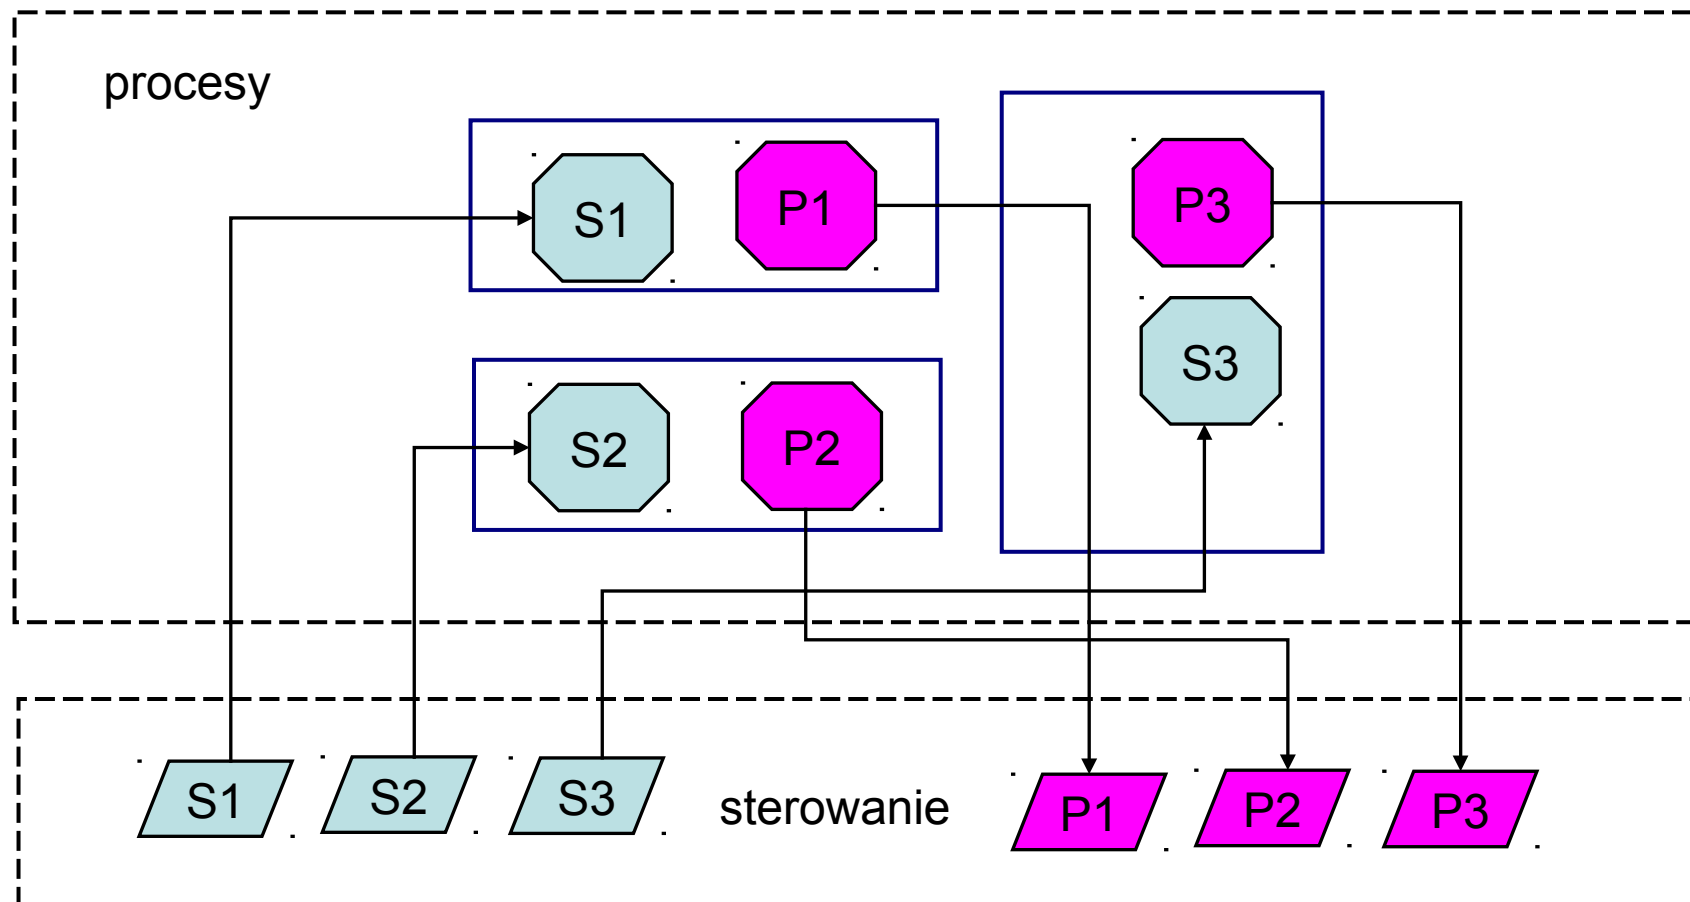 procesy
S1
P1
P3
S3
S2
P2
S1
S2
S3
sterowanie
P1
P2
P3